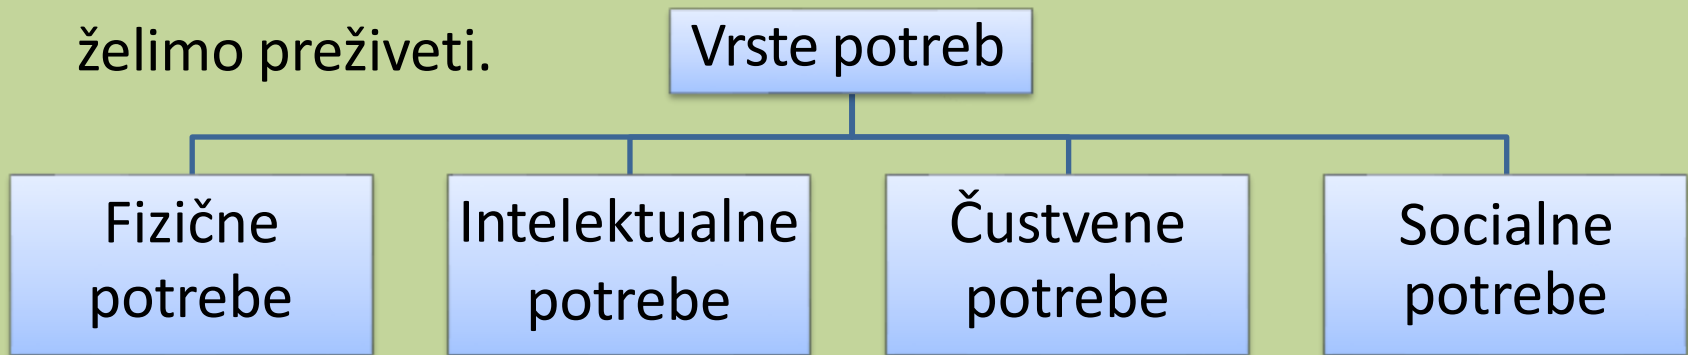 želimo preživeti.
Vrste potreb
Fizične
potrebe
Intelektualne
potrebe
Čustvene
potrebe
Socialne
potrebe